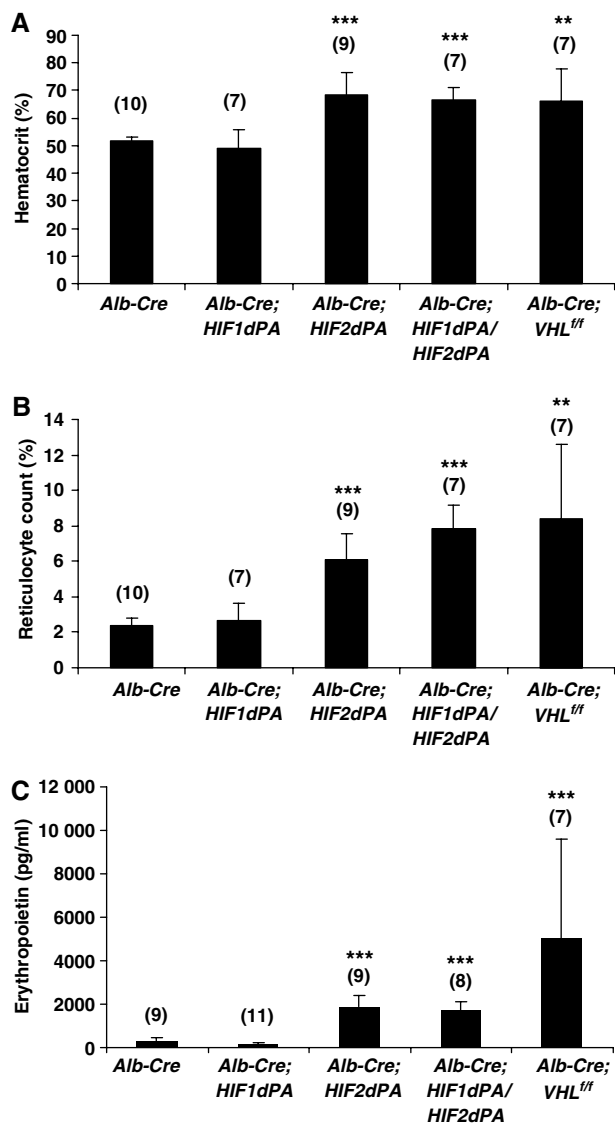 A
Hematocrit (%)
90
80
70
60
50
40
30
20
10
0
(10)
(7)
***
(9)
***
(7)
**
(7)
Alb-Cre
Alb-Cre;
HIF1dPA
Alb-Cre;
HIF2dPA
Alb-Cre;
HIF1dPA/
HIF2dPA
Alb-Cre;
VHL^f/f
B
Reticulocyte count (%)
14
12
10
8
6
4
2
0
(10)
(7)
***
(9)
***
(7)
**
(7)
Alb-Cre
Alb-Cre;
HIF1dPA
Alb-Cre;
HIF2dPA
Alb-Cre;
HIF1dPA/
HIF2dPA
Alb-Cre;
VHL^f/f
C
Erythropoietin (pg/ml)
12 000
10 000
8000
6000
4000
2000
0
(9)
(11)
***
(9)
***
(8)
***
(7)
Alb-Cre
Alb-Cre;
HIF1dPA
Alb-Cre;
HIF2dPA
Alb-Cre;
HIF1dPA/
HIF2dPA
Alb-Cre;
VHL^f/f